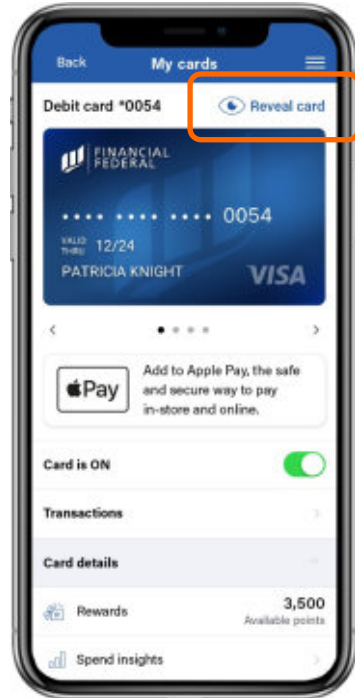 Back My cards
Debit card *0054 Reveal card
FINANCIAL
FEDERAL
•••• •••• •••• 0054
VALID
THRU 12/24
PATRICIA KNIGHT VISA
Add to Apple Pay, the safe
Pay and secure way to pay
in-store and online.
Card is ON
Transactions
Card details
Rewards 3,500
Available points
Spend insights